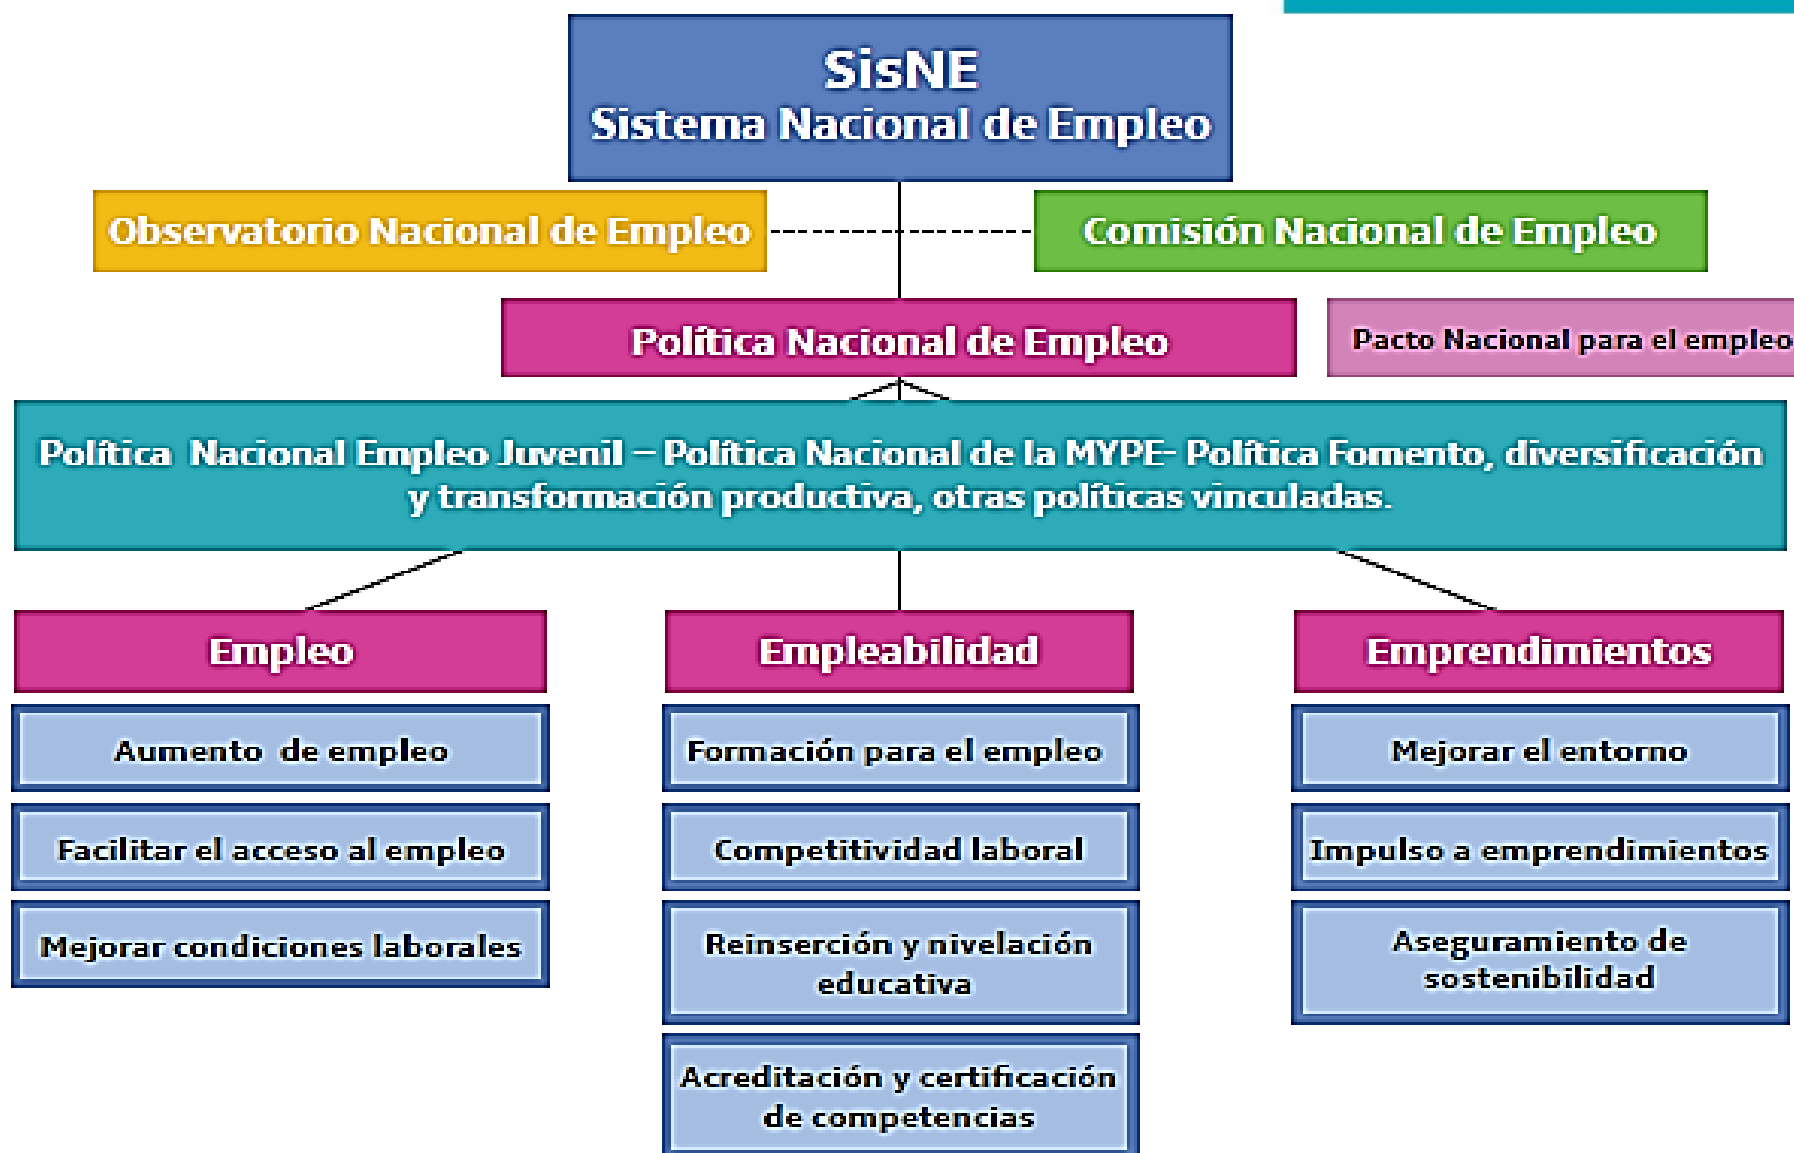 SisNE
Sistema Nacional de Empleo
Observatorio Nacional de Empleo
Comisión Nacional de Empleo
Política Nacional de Empleo
Pacto Nacional para el empleo
Política Nacional Empleo Juvenil – Política Nacional de la MYPE- Política Fomento, diversificación
y transformación productiva, otras políticas vinculadas.
Empleo
Aumento de empleo
Facilitar el acceso al empleo
Mejorar condiciones laborales
Empleabilidad
Formación para el empleo
Competitividad laboral
Reinserción y nivelación
educativa
Acreditación y certificación
de competencias
Emprendimientos
Mejorar el entorno
Impulso a emprendimientos
Aseguramiento de
sostenibilidad